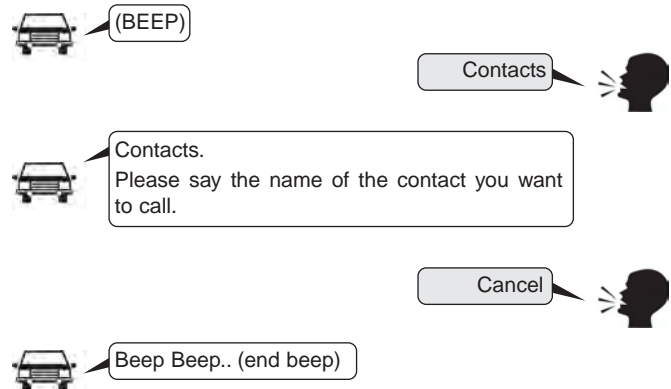 (BEEP)
Contacts
Contacts.
Please say the name of the contact you want
to call.
Cancel
Beep Beep.. (end beep)